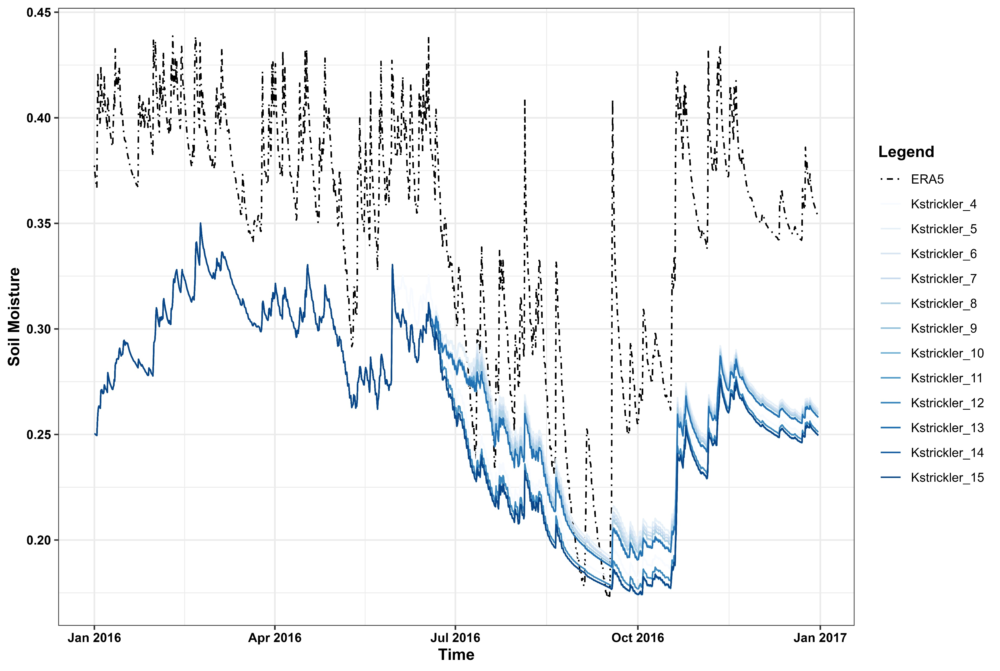 0.45
0.40
0.35
0.30
0.25
0.20
Soil Moisture
Jan 2016
Apr 2016
Jul 2016
Oct 2016
Jan 2017
Time
Legend
ERA5
Kstrickler_4
Kstrickler_5
Kstrickler_6
Kstrickler_7
Kstrickler_8
Kstrickler_9
Kstrickler_10
Kstrickler_11
Kstrickler_12
Kstrickler_13
Kstrickler_14
Kstrickler_15